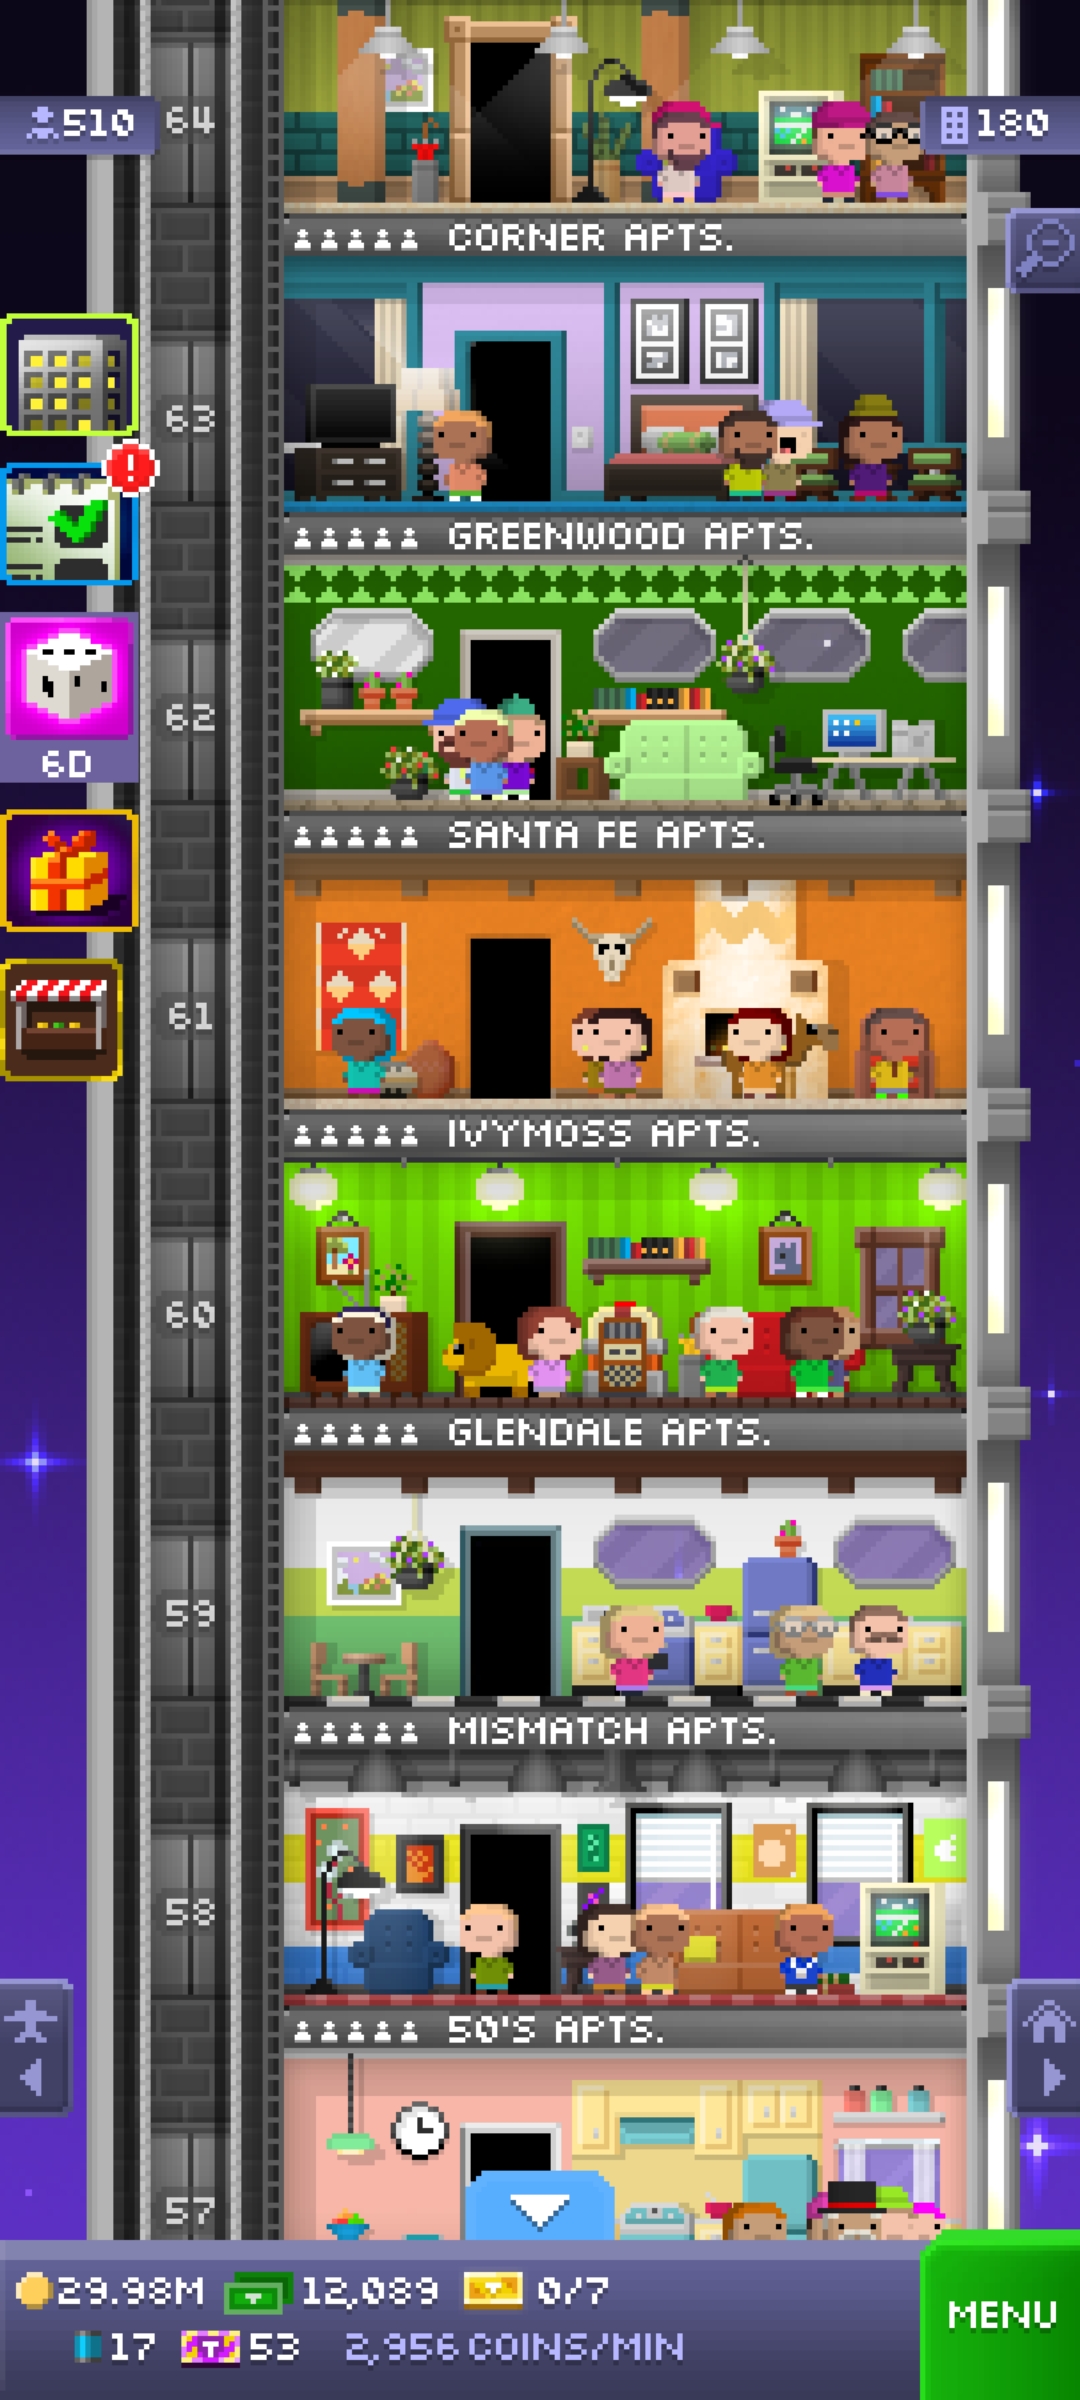 64
510
180
CORNER APTS.
63
GREENWOOD APTS.
62
6D
SANTA FE APTS.
61
IVYMOSS APTS.
60
GLENDALE APTS.
59
MISMATCH APTS.
58
50'S APTS.
57
29.98M 12,089 0/7
MENU
17 53 2,956 COINS/MIN